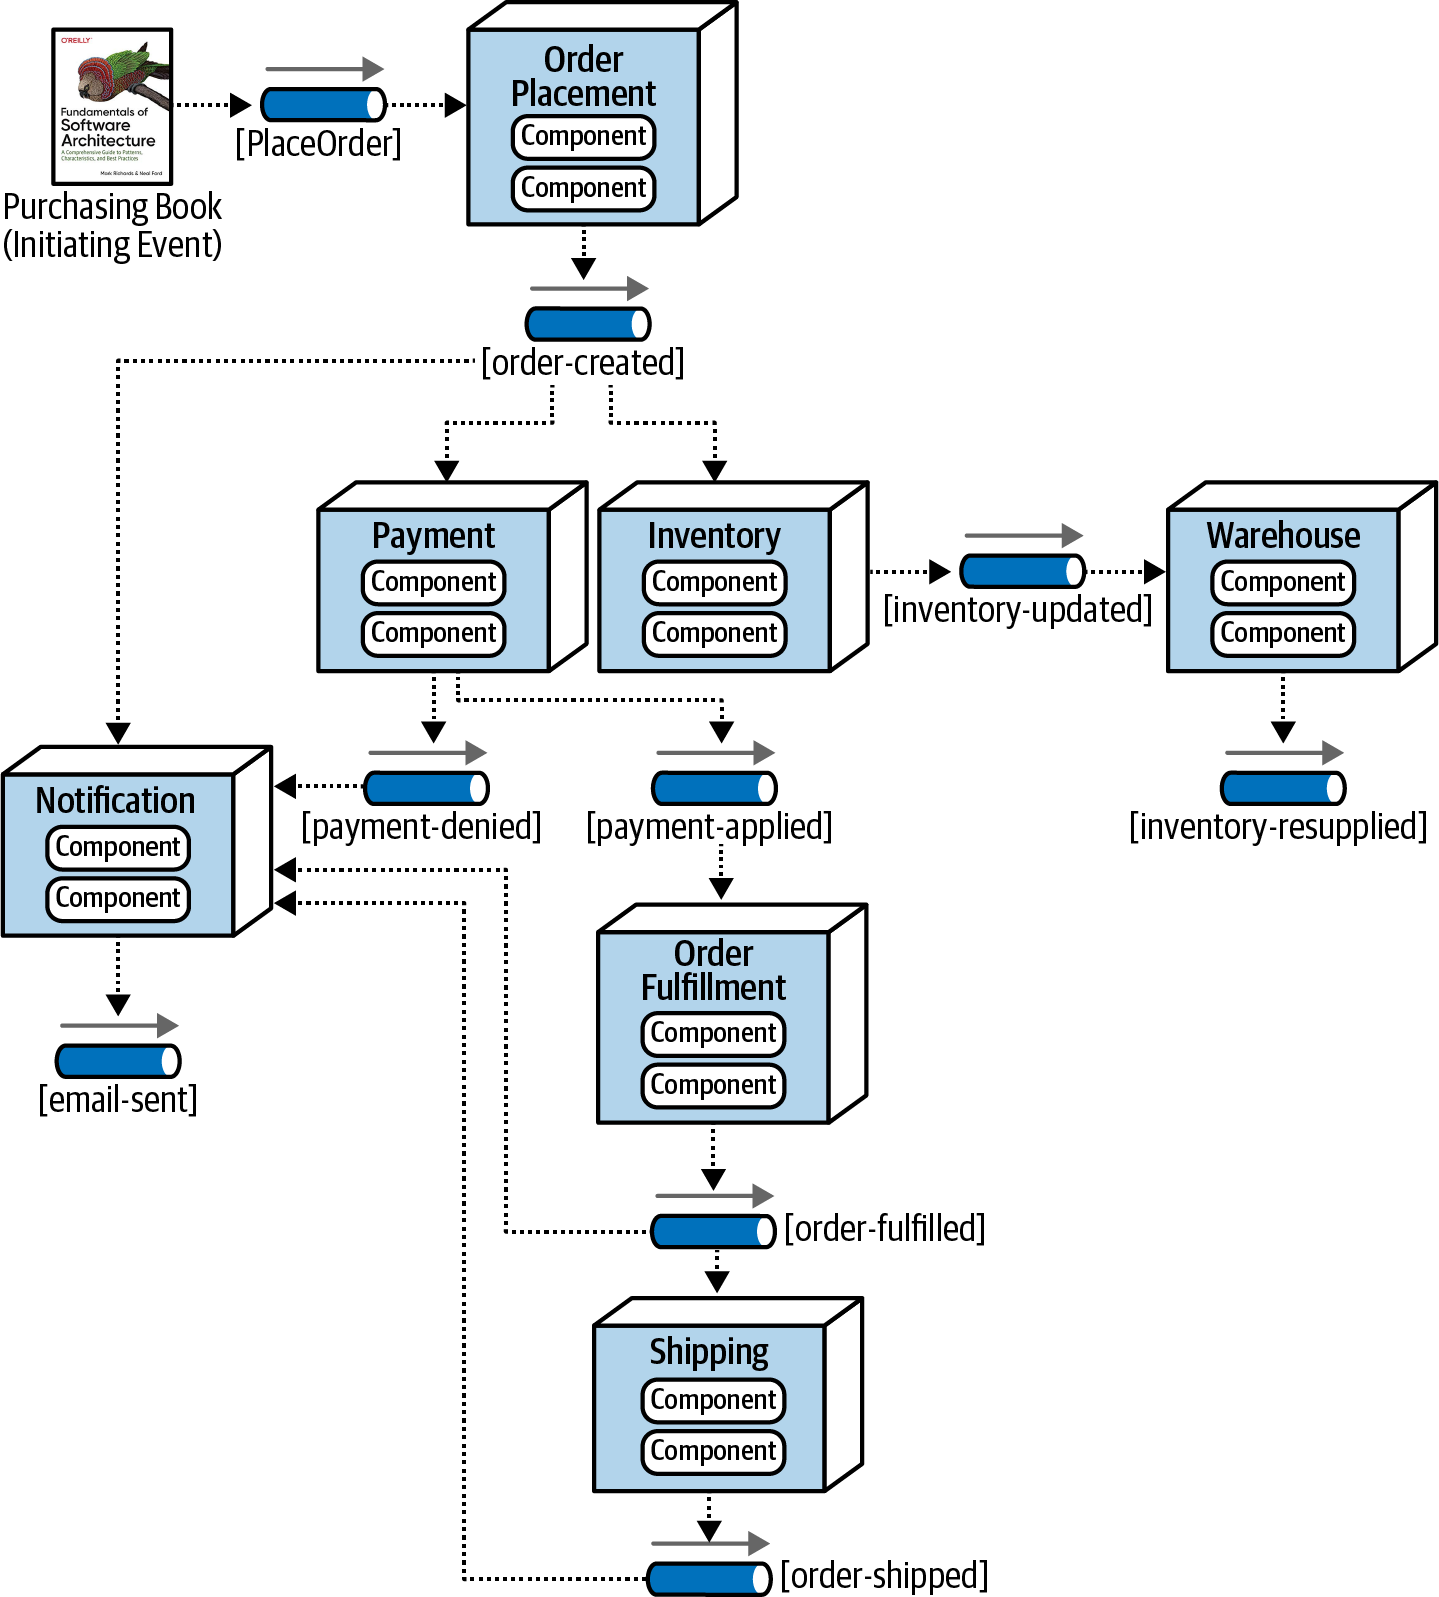 O'REILLY
Fundamentals of
Software
Architecture
A Comprehensive Guide to Patterns,
Characteristics, and Best Practices
Mark Richards & Neal Ford
Purchasing Book
(Initiating Event)
[PlaceOrder]
Order
Placement
Component
Component
[order-created]
Payment
Component
Component
Inventory
Component
Component
[inventory-updated]
Warehouse
Component
Component
Notification
Component
Component
[payment-denied]
[payment-applied]
[inventory-resupplied]
Order
Fulfillment
Component
Component
[email-sent]
[order-fulfilled]
Shipping
Component
Component
[order-shipped]